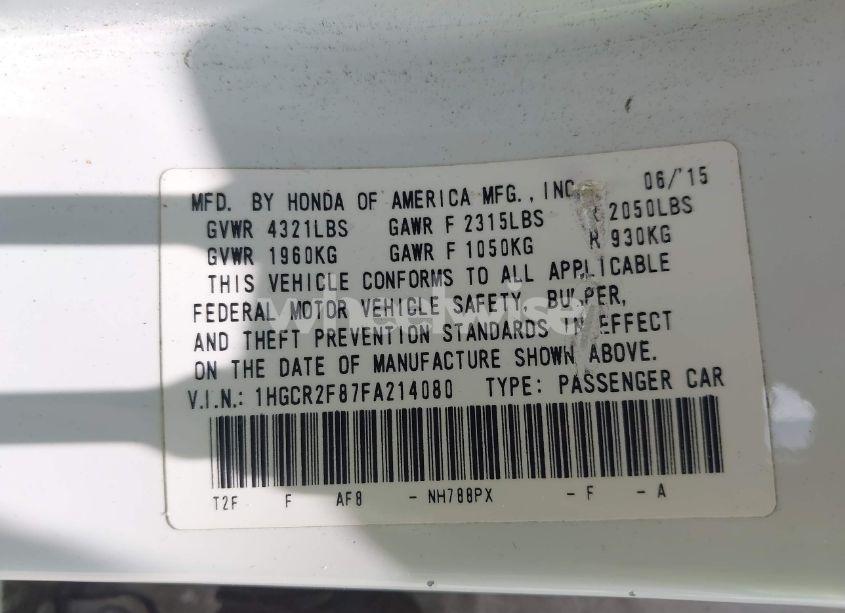 MFD. BY HONDA OF AMERICA MFG., INC. 06/'15
GVWR 4321LBS GAWR F 2315LBS R 2050LBS
GVWR 1960KG GAWR F 1050KG R 930KG
THIS VEHICLE CONFORMS TO ALL APPLICABLE
FEDERAL MOTOR VEHICLE SAFETY, BUMPER,
AND THEFT PREVENTION STANDARDS IN EFFECT
ON THE DATE OF MANUFACTURE SHOWN ABOVE.
V.I.N.: 1HGCR2F87FA214080 TYPE: PASSENGER CAR
T2F F AF8 - NH788PX - F - A
wheelwise